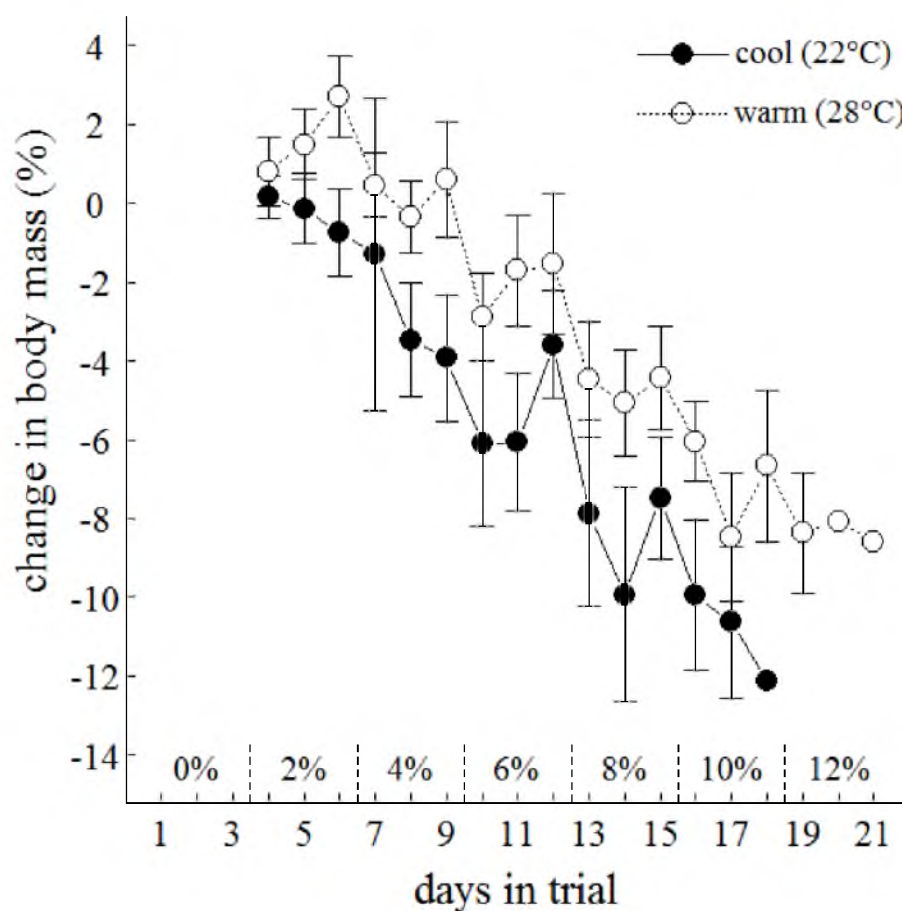 cool (22°C)
warm (28°C)
change in body mass (%)
4
2
0
-2
-4
-6
-8
-10
-12
-14
0% 2% 4% 6% 8% 10% 12%
1 3 5 7 9 11 13 15 17 19 21
days in trial